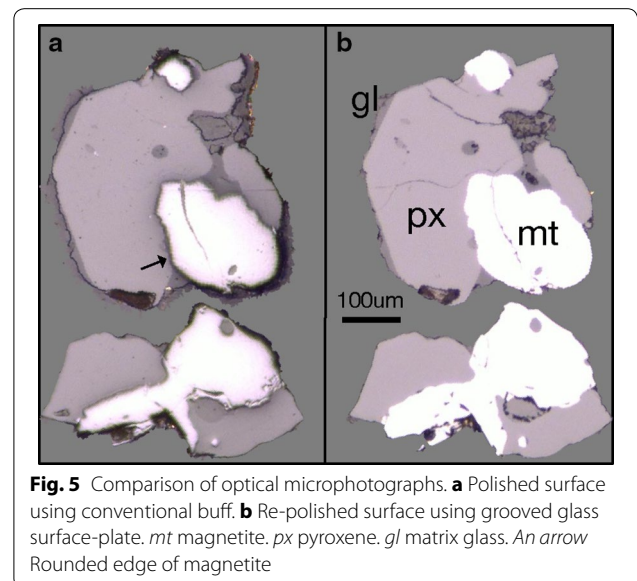 a
b
gl
px
mt
100um
Fig. 5 Comparison of optical microphotographs. a Polished surface
using conventional buff. b Re-polished surface using grooved glass
surface-plate. mt magnetite. px pyroxene. gl matrix glass. An arrow
Rounded edge of magnetite